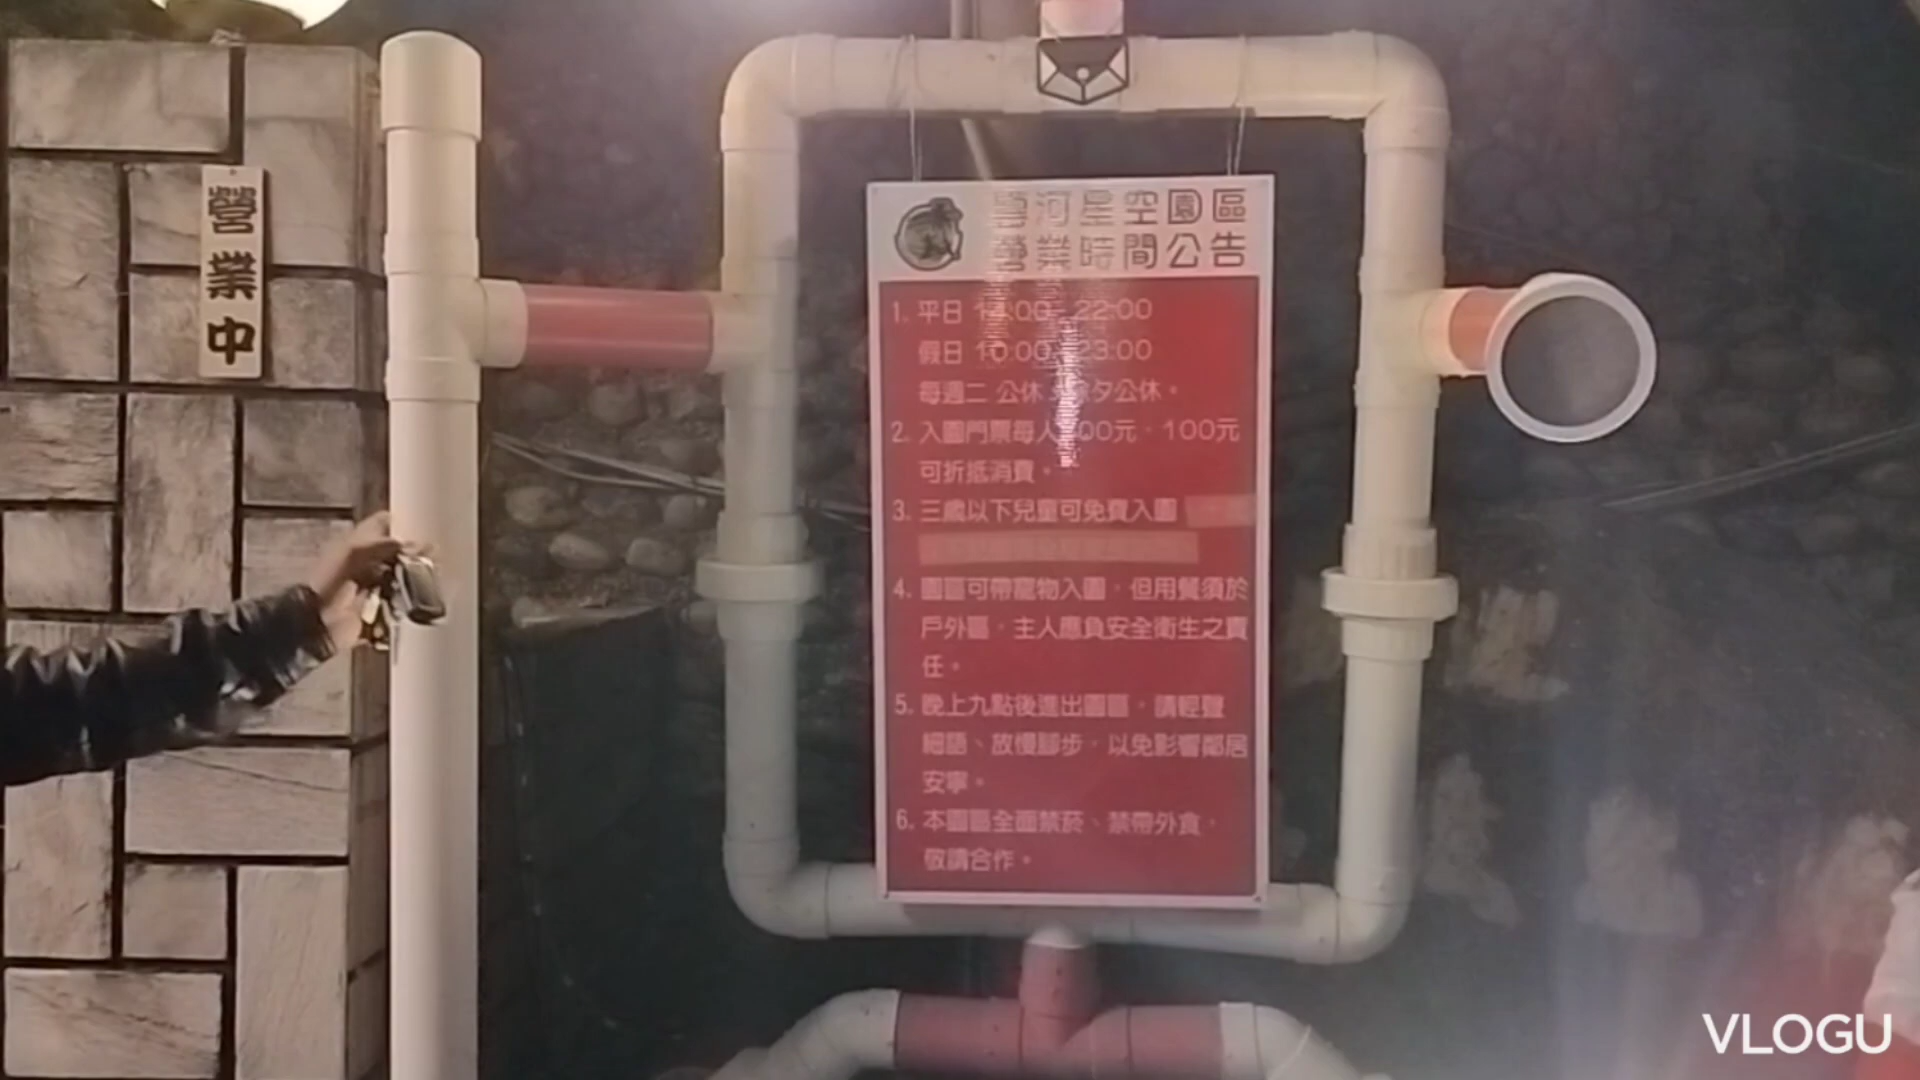 營業中
雲河星空園區
營業時間公告
1. 平日 14:00-22:00
假日 10:00-23:00
每週二 公休、除夕公休。
2. 入園門票每人 00元,100元
可折抵消費。
3. 三歲以下兒童可免費入園
4. 園區可帶寵物入園,但用餐須於
戶外區,主人應負安全衛生之責
任。
5. 晚上九點後進出園區,請輕聲
細語、放慢腳步,以免影響鄰居
安寧。
6. 本園區全面禁菸、禁帶外食,
敬請合作。
VLOGU